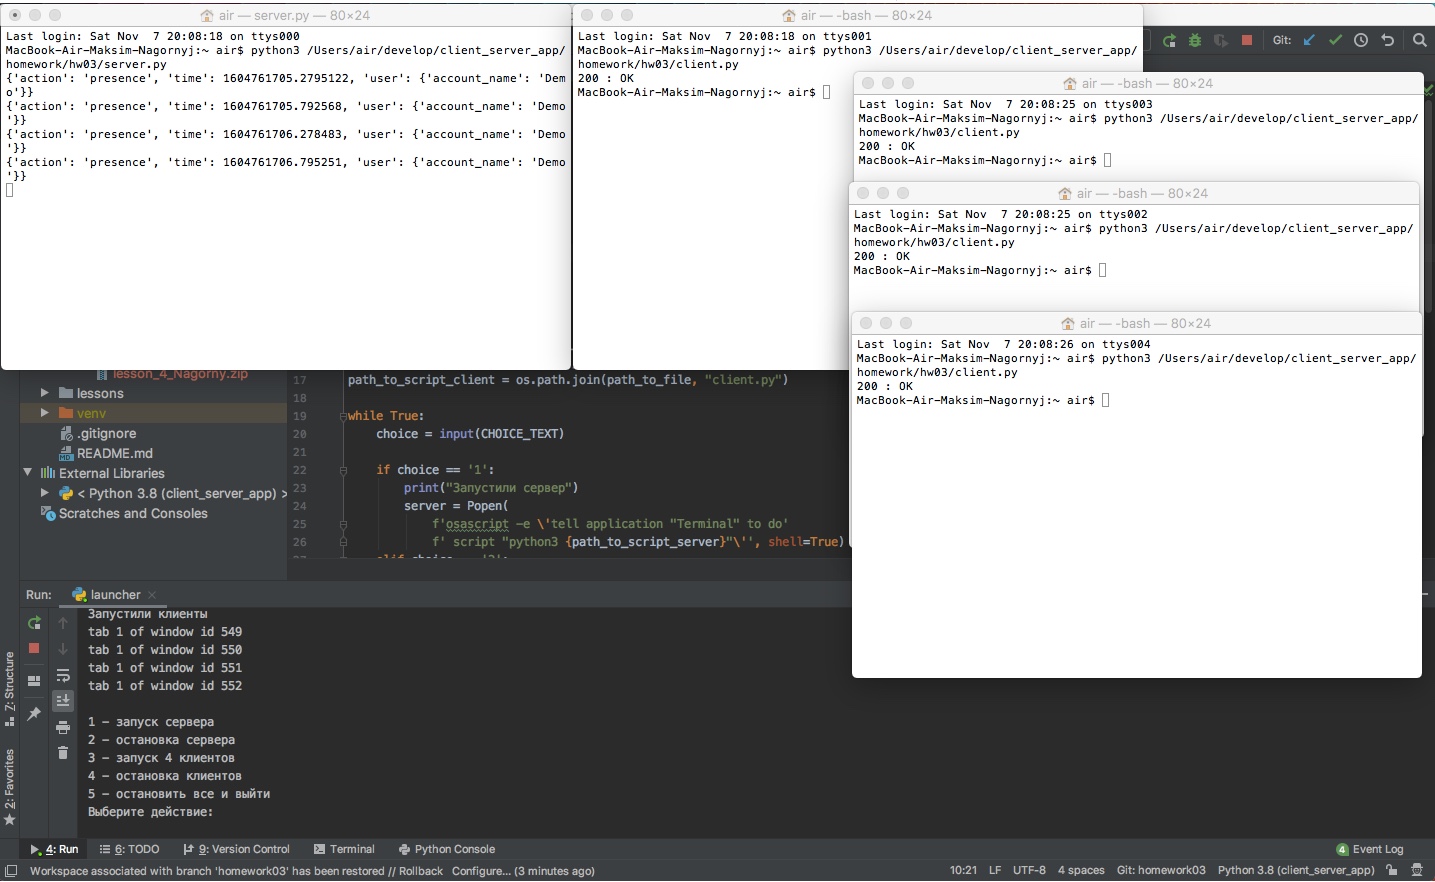 air — server.py — 80×24
Last login: Sat Nov  7 20:08:18 on ttys000
MacBook-Air-Maksim-Nagornyj:~ air$ python3 /Users/air/develop/client_server_app/
homework/hw03/server.py
{'action': 'presence', 'time': 1604761705.2795122, 'user': {'account_name': 'Dem
o'}}
{'action': 'presence', 'time': 1604761705.792568, 'user': {'account_name': 'Demo
'}}
{'action': 'presence', 'time': 1604761706.278483, 'user': {'account_name': 'Demo
'}}
{'action': 'presence', 'time': 1604761706.795251, 'user': {'account_name': 'Demo
'}}
air — -bash — 80×24
Last login: Sat Nov  7 20:08:18 on ttys001
MacBook-Air-Maksim-Nagornyj:~ air$ python3 /Users/air/develop/client_server_app/
homework/hw03/client.py
200 : OK
MacBook-Air-Maksim-Nagornyj:~ air$
Git:
air — -bash — 80×24
Last login: Sat Nov  7 20:08:25 on ttys003
MacBook-Air-Maksim-Nagornyj:~ air$ python3 /Users/air/develop/client_server_app/
homework/hw03/client.py
200 : OK
MacBook-Air-Maksim-Nagornyj:~ air$
air — -bash — 80×24
Last login: Sat Nov  7 20:08:25 on ttys002
MacBook-Air-Maksim-Nagornyj:~ air$ python3 /Users/air/develop/client_server_app/
homework/hw03/client.py
200 : OK
MacBook-Air-Maksim-Nagornyj:~ air$
air — -bash — 80×24
Last login: Sat Nov  7 20:08:26 on ttys004
MacBook-Air-Maksim-Nagornyj:~ air$ python3 /Users/air/develop/client_server_app/
homework/hw03/client.py
200 : OK
MacBook-Air-Maksim-Nagornyj:~ air$
lesson_4_Nagorny.zip
lessons
venv
.gitignore
README.md
External Libraries
< Python 3.8 (client_server_app) >
Scratches and Consoles
17 path_to_script_client = os.path.join(path_to_file, "client.py")
18
19 while True:
20 choice = input(CHOICE_TEXT)
21
22 if choice == '1':
23 print("Запустили сервер")
24 server = Popen(
25 f'osascript -e \'tell application "Terminal" to do'
26 f' script "python3 {path_to_script_server}"\'', shell=True)
Run: launcher
Запустили клиенты
tab 1 of window id 549
tab 1 of window id 550
tab 1 of window id 551
tab 1 of window id 552
1 – запуск сервера
2 – остановка сервера
3 – запуск 4 клиентов
4 – остановка клиентов
5 – остановить все и выйти
Выберите действие:
7: Structure
2: Favorites
4: Run 6: TODO 9: Version Control Terminal Python Console 4 Event Log
Workspace associated with branch 'homework03' has been restored // Rollback Configure... (3 minutes ago) 10:21 LF UTF-8 4 spaces Git: homework03 Python 3.8 (client_server_app)